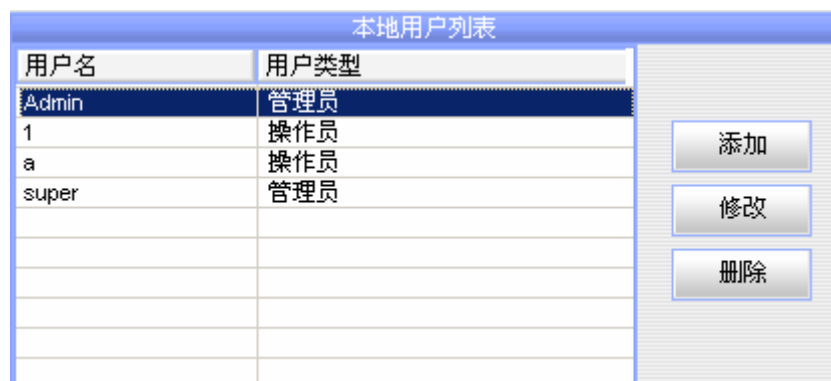 本地用户列表
用户名 用户类型
Admin 管理员
1 操作员
a 操作员
super 管理员
添加
修改
删除